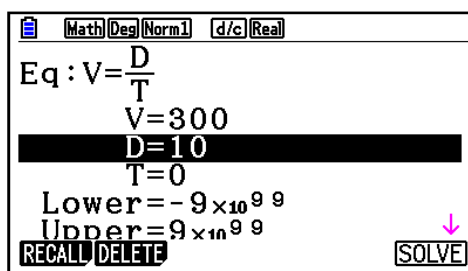 Math Deg Norm1 d/c Real
Eq:V=D/T
V=300
D=10
T=0
Lower=-9×10⁹⁹
Upper=9×10⁹⁹
RECALL DELETE SOLVE